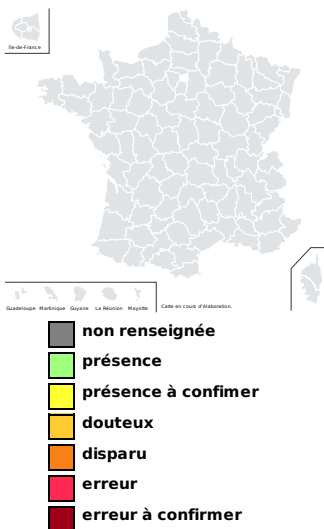 Île-de-France
Guadeloupe Martinique Guyane La Réunion Mayotte
Carte en cours d'élaboration.
non renseignée
présence
présence à confimer
douteux
disparu
erreur
erreur à confirmer